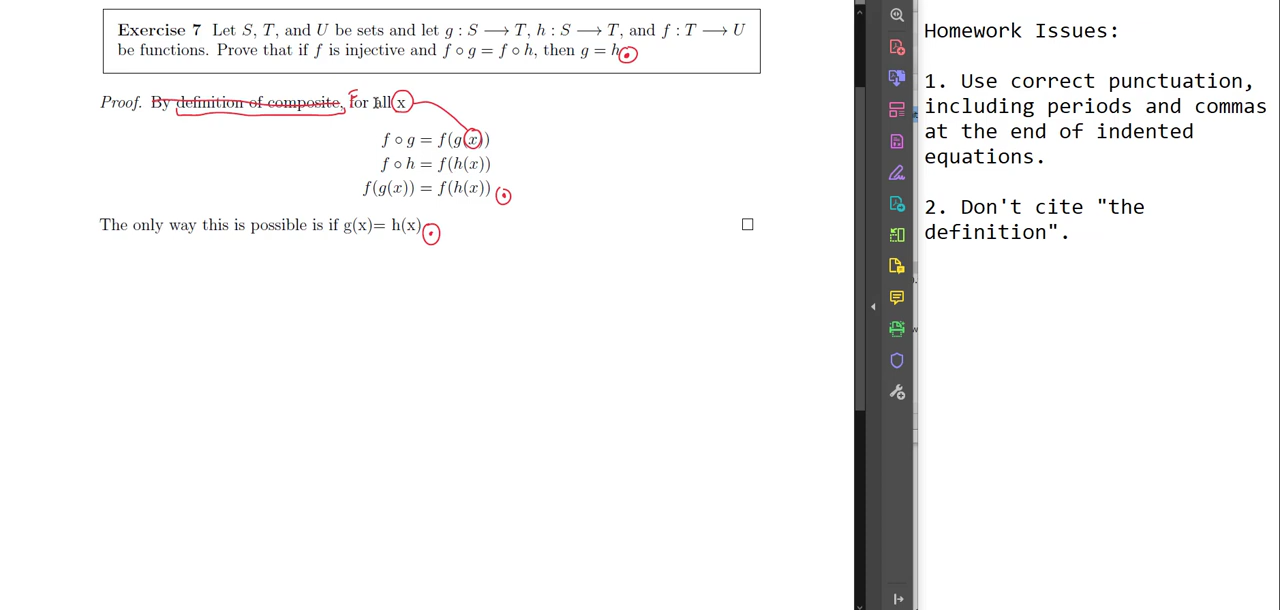 Exercise 7 Let S, T, and U be sets and let g : S ⟶ T, h : S ⟶ T, and f : T ⟶ U
be functions. Prove that if f is injective and f ∘ g = f ∘ h, then g = h.
Proof. By definition of composite, For all x
f ∘ g = f(g(x))
f ∘ h = f(h(x))
f(g(x)) = f(h(x)).
The only way this is possible is if g(x)= h(x). □
Homework Issues:
1. Use correct punctuation,
including periods and commas
at the end of indented
equations.
2. Don't cite "the
definition".